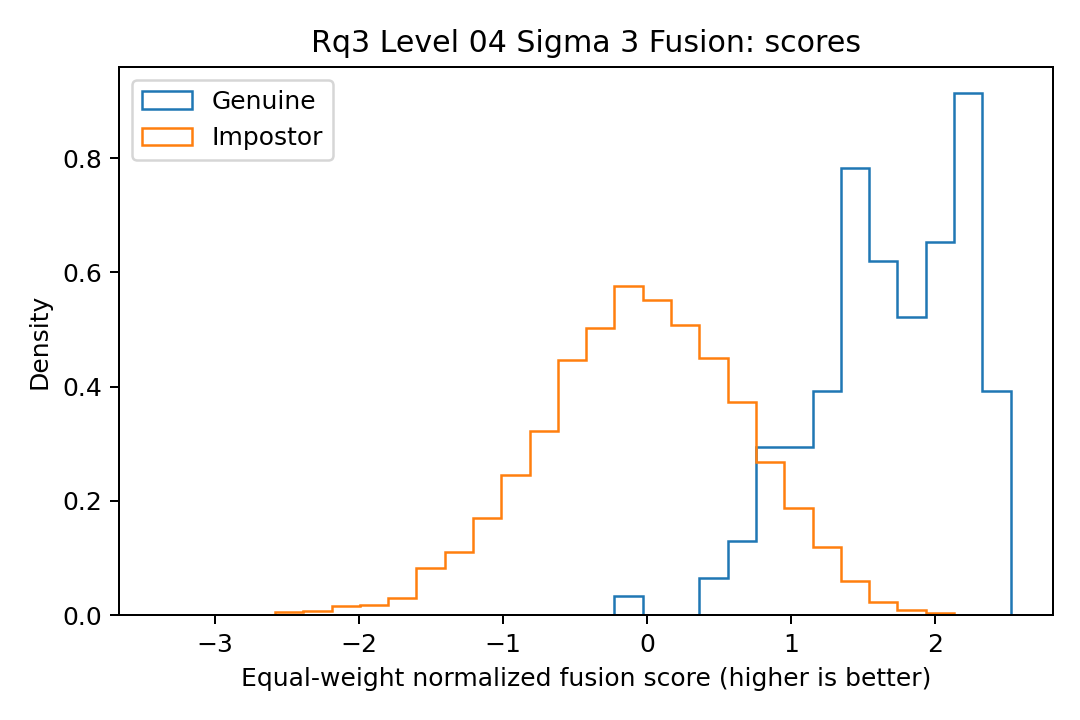 Rq3 Level 04 Sigma 3 Fusion: scores
Genuine
Impostor
Density
0.8
0.6
0.4
0.2
0.0
−3
−2
−1
0
1
2
Equal-weight normalized fusion score (higher is better)